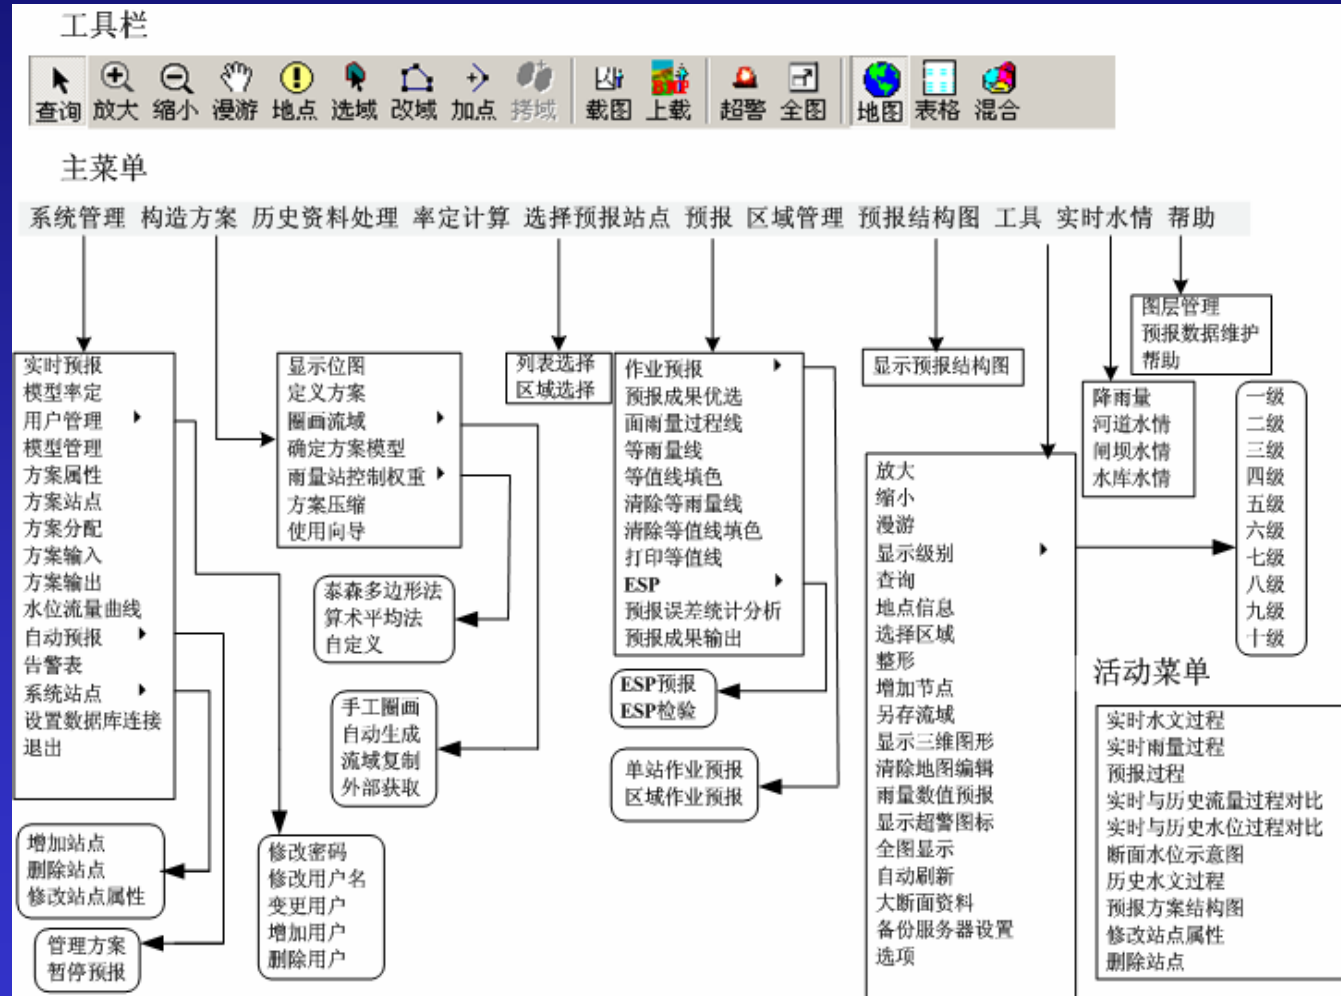 工具栏
查询 放大 缩小 漫游 地点 选域 改域 加点 拷域 载图 上载 超警 全图 地图 表格 混合
主菜单
系统管理 构造方案 历史资料处理 率定计算 选择预报站点 预报 区域管理 预报结构图 工具 实时水情 帮助
实时预报
模型率定
用户管理
模型管理
方案属性
方案站点
方案分配
方案输入
方案输出
水位流量曲线
自动预报
告警表
系统站点
设置数据库连接
退出
增加站点
删除站点
修改站点属性
管理方案
暂停预报
修改密码
修改用户名
变更用户
增加用户
删除用户
显示位图
定义方案
圈画流域
确定方案模型
雨量站控制权重
方案压缩
使用向导
泰森多边形法
算术平均法
自定义
手工圈画
自动生成
流域复制
外部获取
列表选择
区域选择
作业预报
预报成果优选
面雨量过程线
等雨量线
等值线填色
清除等雨量线
清除等值线填色
打印等值线
ESP
预报误差统计分析
预报成果输出
ESP预报
ESP检验
单站作业预报
区域作业预报
显示预报结构图
放大
缩小
漫游
显示级别
查询
地点信息
选择区域
整形
增加节点
另存流域
显示三维图形
清除地图编辑
雨量数值预报
显示超警图标
全图显示
自动刷新
大断面资料
备份服务器设置
选项
降雨量
河道水情
闸坝水情
水库水情
图层管理
预报数据维护
帮助
一级
二级
三级
四级
五级
六级
七级
八级
九级
十级
活动菜单
实时水文过程
实时雨量过程
预报过程
实时与历史流量过程对比
实时与历史水位过程对比
断面水位示意图
历史水文过程
预报方案结构图
修改站点属性
删除站点